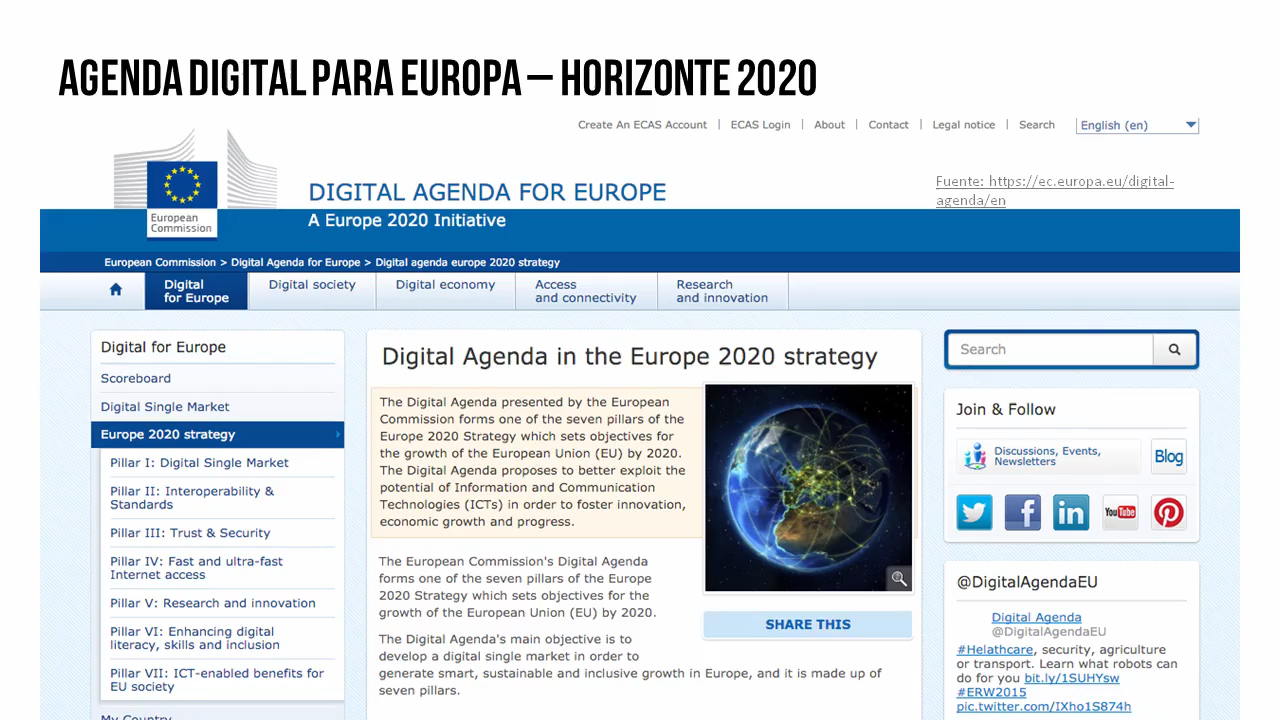 AGENDA DIGITAL PARA EUROPA – HORIZONTE 2020
Create An ECAS Account | ECAS Login | About | Contact | Legal notice | Search
English (en)
European
Commission
DIGITAL AGENDA FOR EUROPE
A Europe 2020 Initiative
Fuente: https://ec.europa.eu/digital-
agenda/en
European Commission > Digital Agenda for Europe > Digital agenda europe 2020 strategy
Digital
for Europe
Digital society
Digital economy
Access
and connectivity
Research
and innovation
Digital for Europe
Scoreboard
Digital Single Market
Europe 2020 strategy
Pillar I: Digital Single Market
Pillar II: Interoperability &
Standards
Pillar III: Trust & Security
Pillar IV: Fast and ultra-fast
Internet access
Pillar V: Research and innovation
Pillar VI: Enhancing digital
literacy, skills and inclusion
Pillar VII: ICT-enabled benefits for
EU society
My Country
Digital Agenda in the Europe 2020 strategy
The Digital Agenda presented by the European
Commission forms one of the seven pillars of the
Europe 2020 Strategy which sets objectives for
the growth of the European Union (EU) by 2020.
The Digital Agenda proposes to better exploit the
potential of Information and Communication
Technologies (ICTs) in order to foster innovation,
economic growth and progress.
The European Commission's Digital Agenda
forms one of the seven pillars of the Europe
2020 Strategy which sets objectives for the
growth of the European Union (EU) by 2020.
The Digital Agenda's main objective is to
develop a digital single market in order to
generate smart, sustainable and inclusive growth in Europe, and it is made up of
seven pillars.
SHARE THIS
Search
Join & Follow
Discussions, Events,
Newsletters
Blog
You Tube
@DigitalAgendaEU
Digital Agenda
@DigitalAgendaEU
#Helathcare, security, agriculture
or transport. Learn what robots can
do for you bit.ly/1SUHYsw
#ERW2015
pic.twitter.com/IXho1S874h